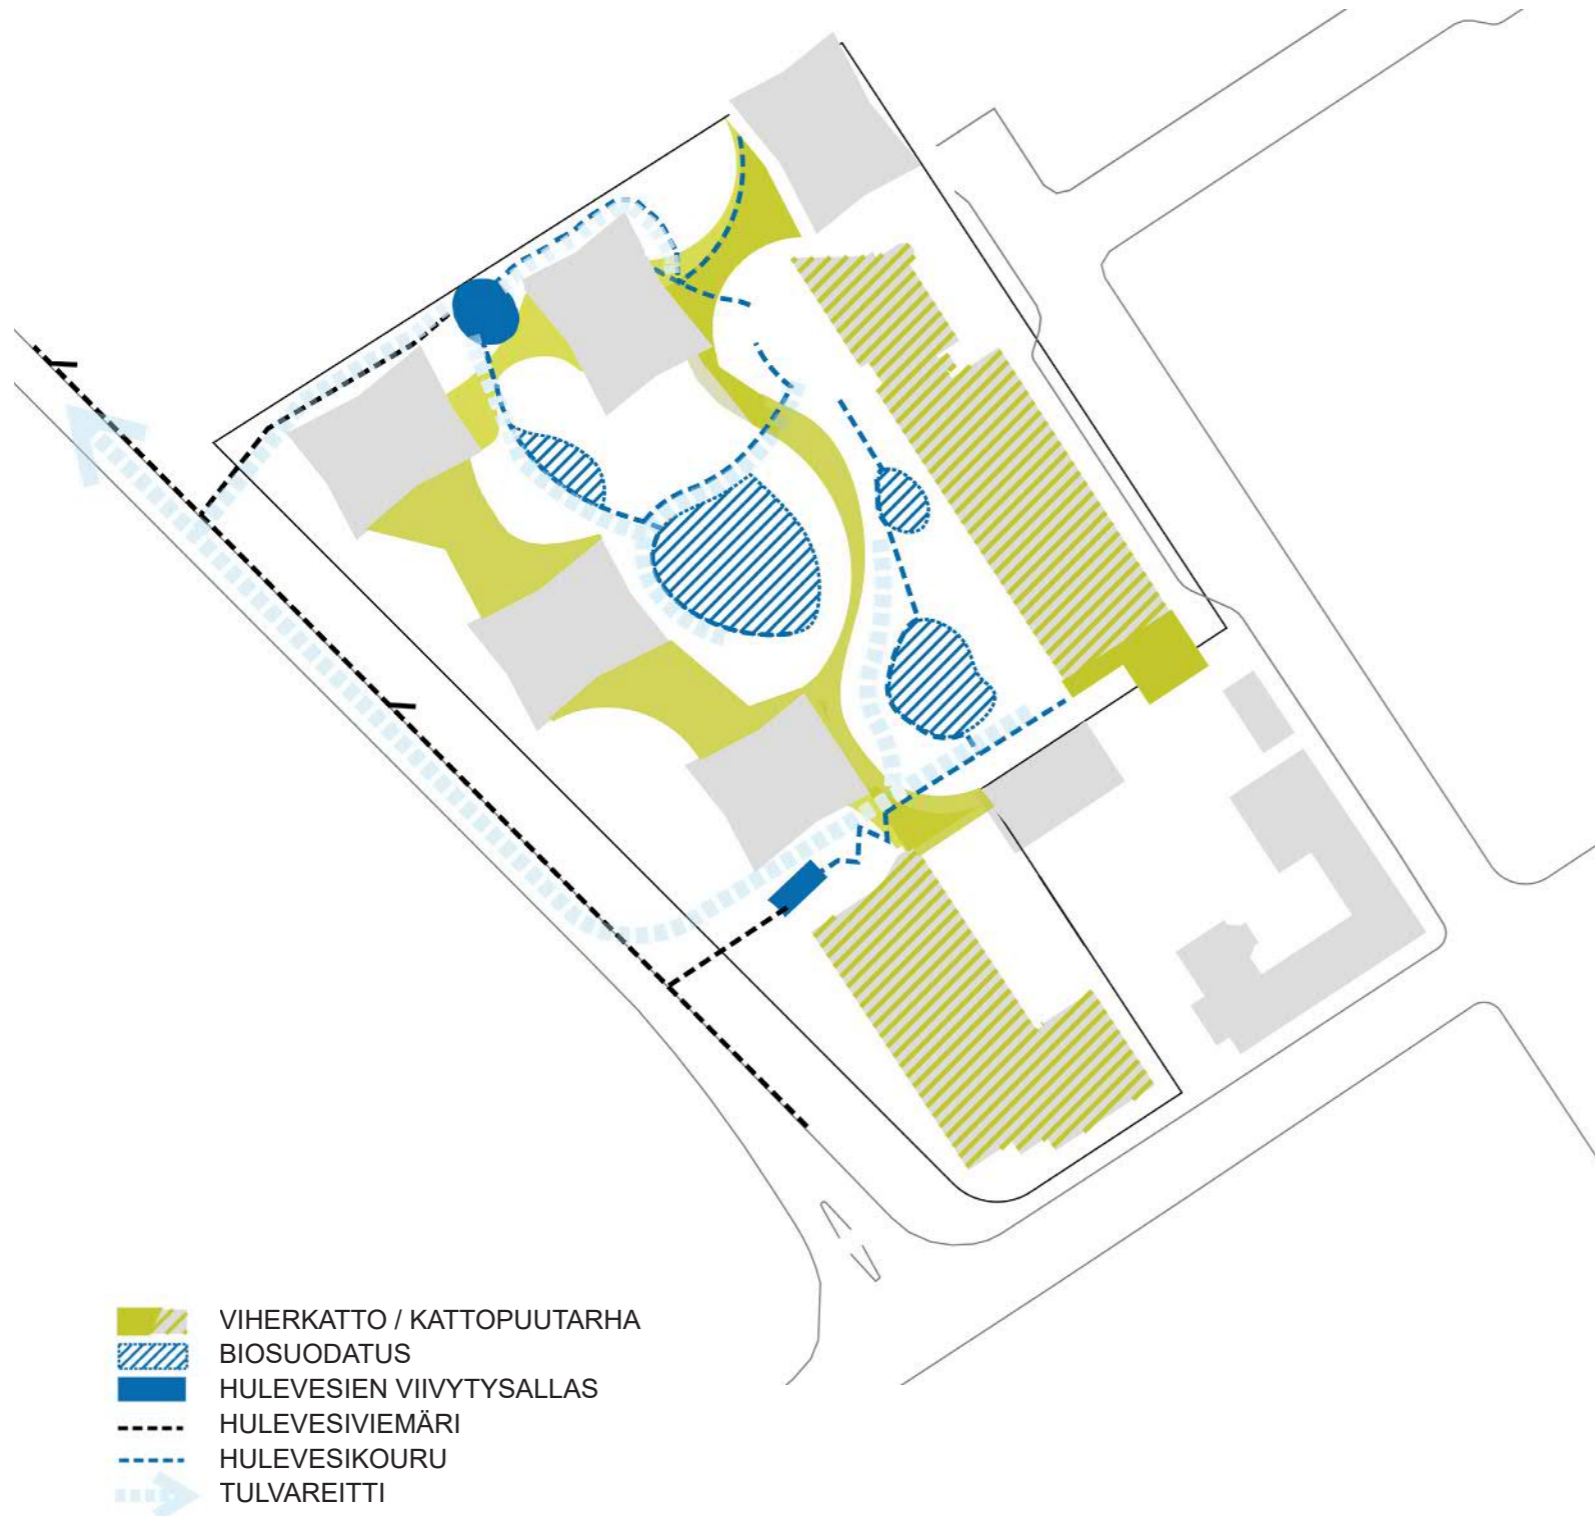 VIHERKATTO / KATTOPUUTARHA
BIOSUODATUS
HULEVESIEN VIIVYTYSALLAS
HULEVESIVIEMÄRI
HULEVESIKOURU
TULVAREITTI